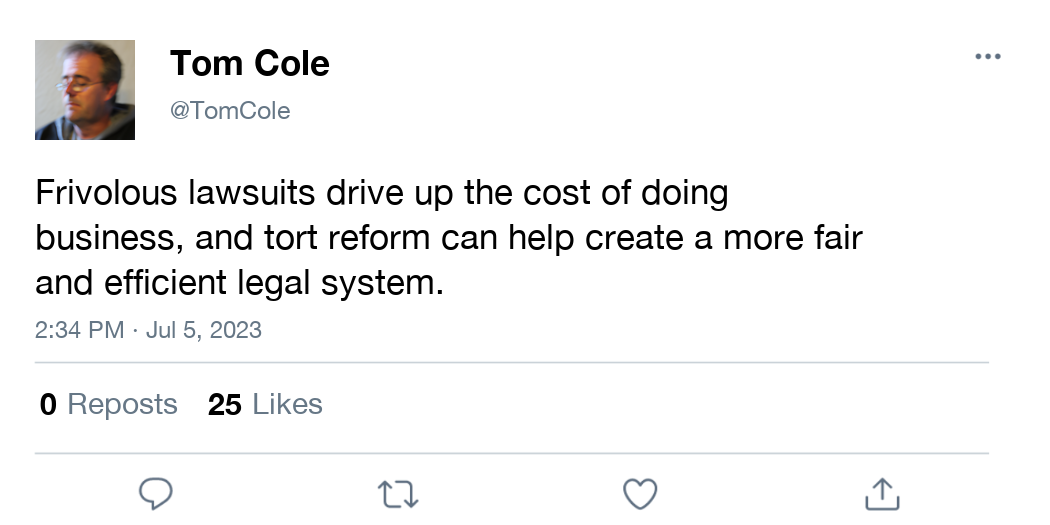 Tom Cole
@TomCole
Frivolous lawsuits drive up the cost of doing
business, and tort reform can help create a more fair
and efficient legal system.
2:34 PM · Jul 5, 2023
0 Reposts 25 Likes